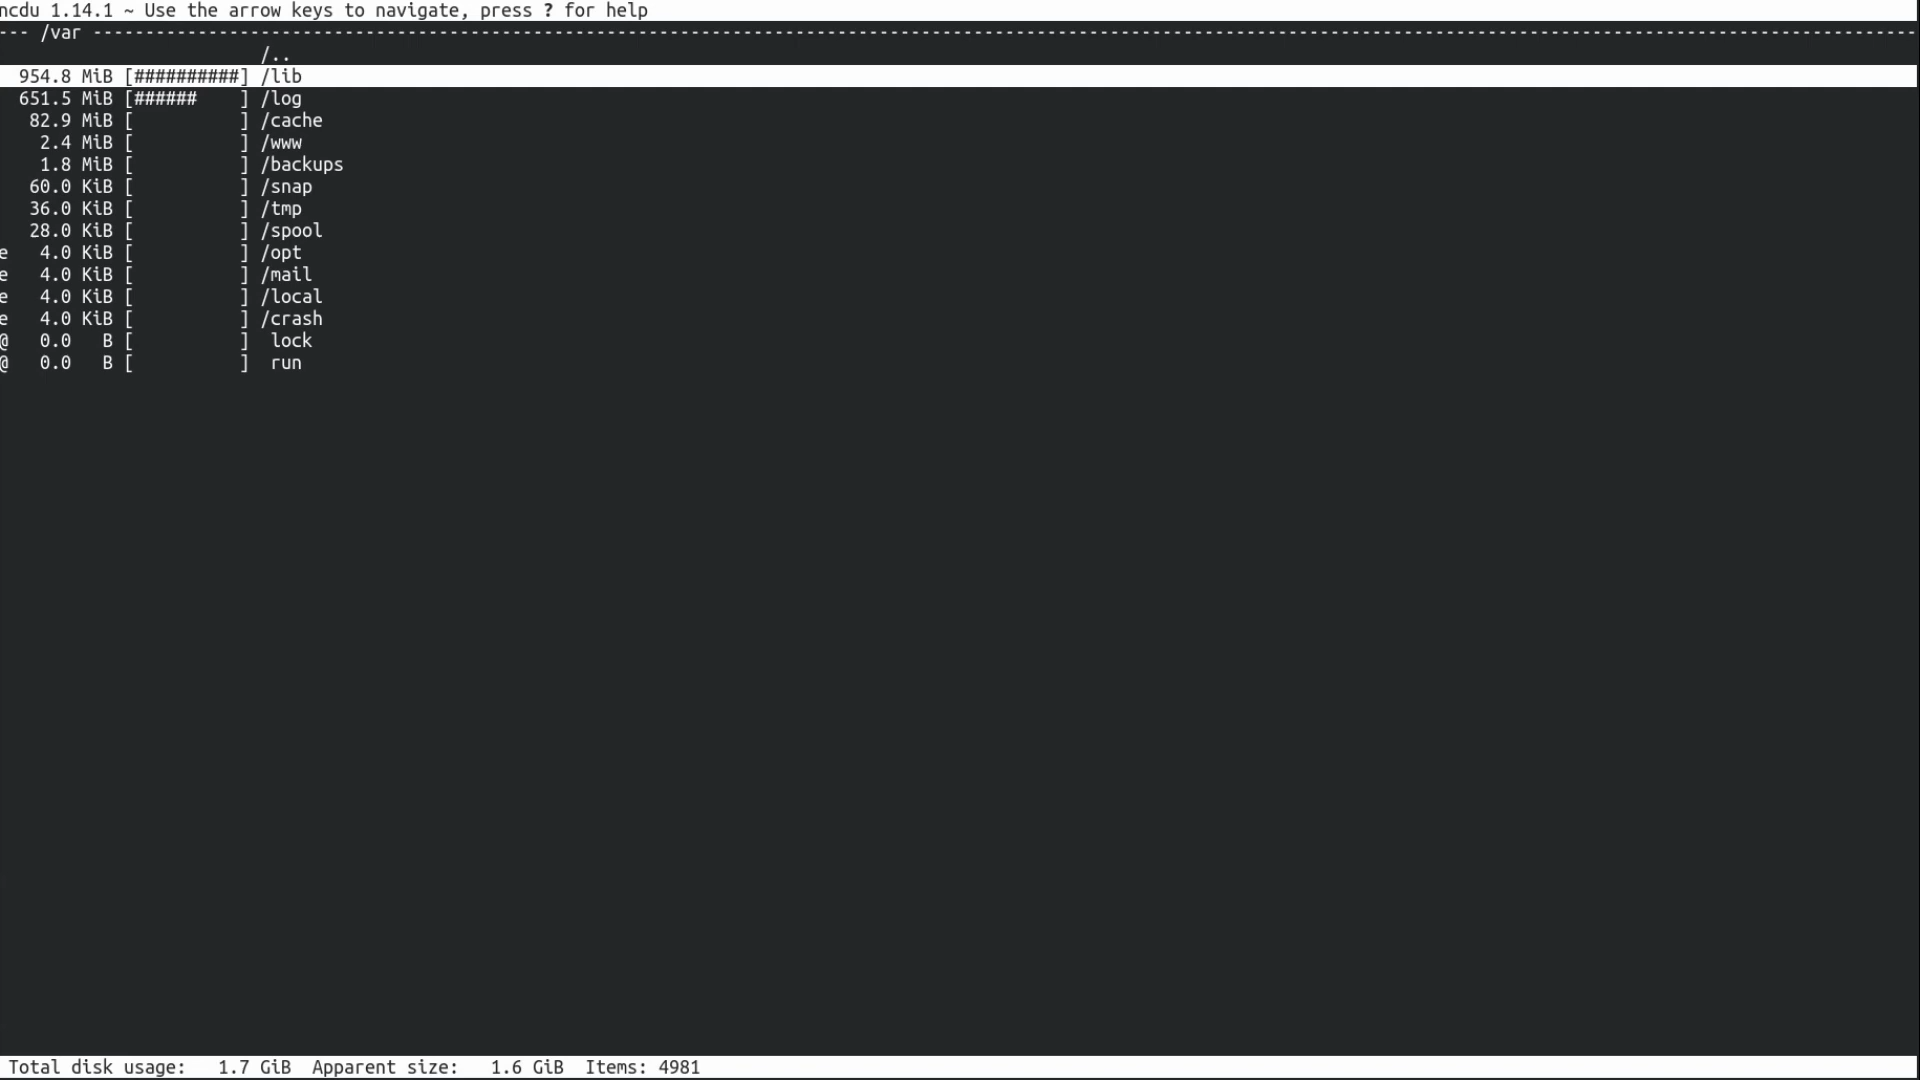 ncdu 1.14.1 ~ Use the arrow keys to navigate, press ? for help
--- /var ----------------------------------------------------------------------------------------------------------------------------------------------------------------------------------
                         /..
  954.8 MiB [##########] /lib
  651.5 MiB [######    ] /log
   82.9 MiB [          ] /cache
    2.4 MiB [          ] /www
    1.8 MiB [          ] /backups
   60.0 KiB [          ] /snap
   36.0 KiB [          ] /tmp
   28.0 KiB [          ] /spool
e   4.0 KiB [          ] /opt
e   4.0 KiB [          ] /mail
e   4.0 KiB [          ] /local
e   4.0 KiB [          ] /crash
@   0.0   B [          ]  lock
@   0.0   B [          ]  run
 Total disk usage:   1.7 GiB  Apparent size:   1.6 GiB  Items: 4981